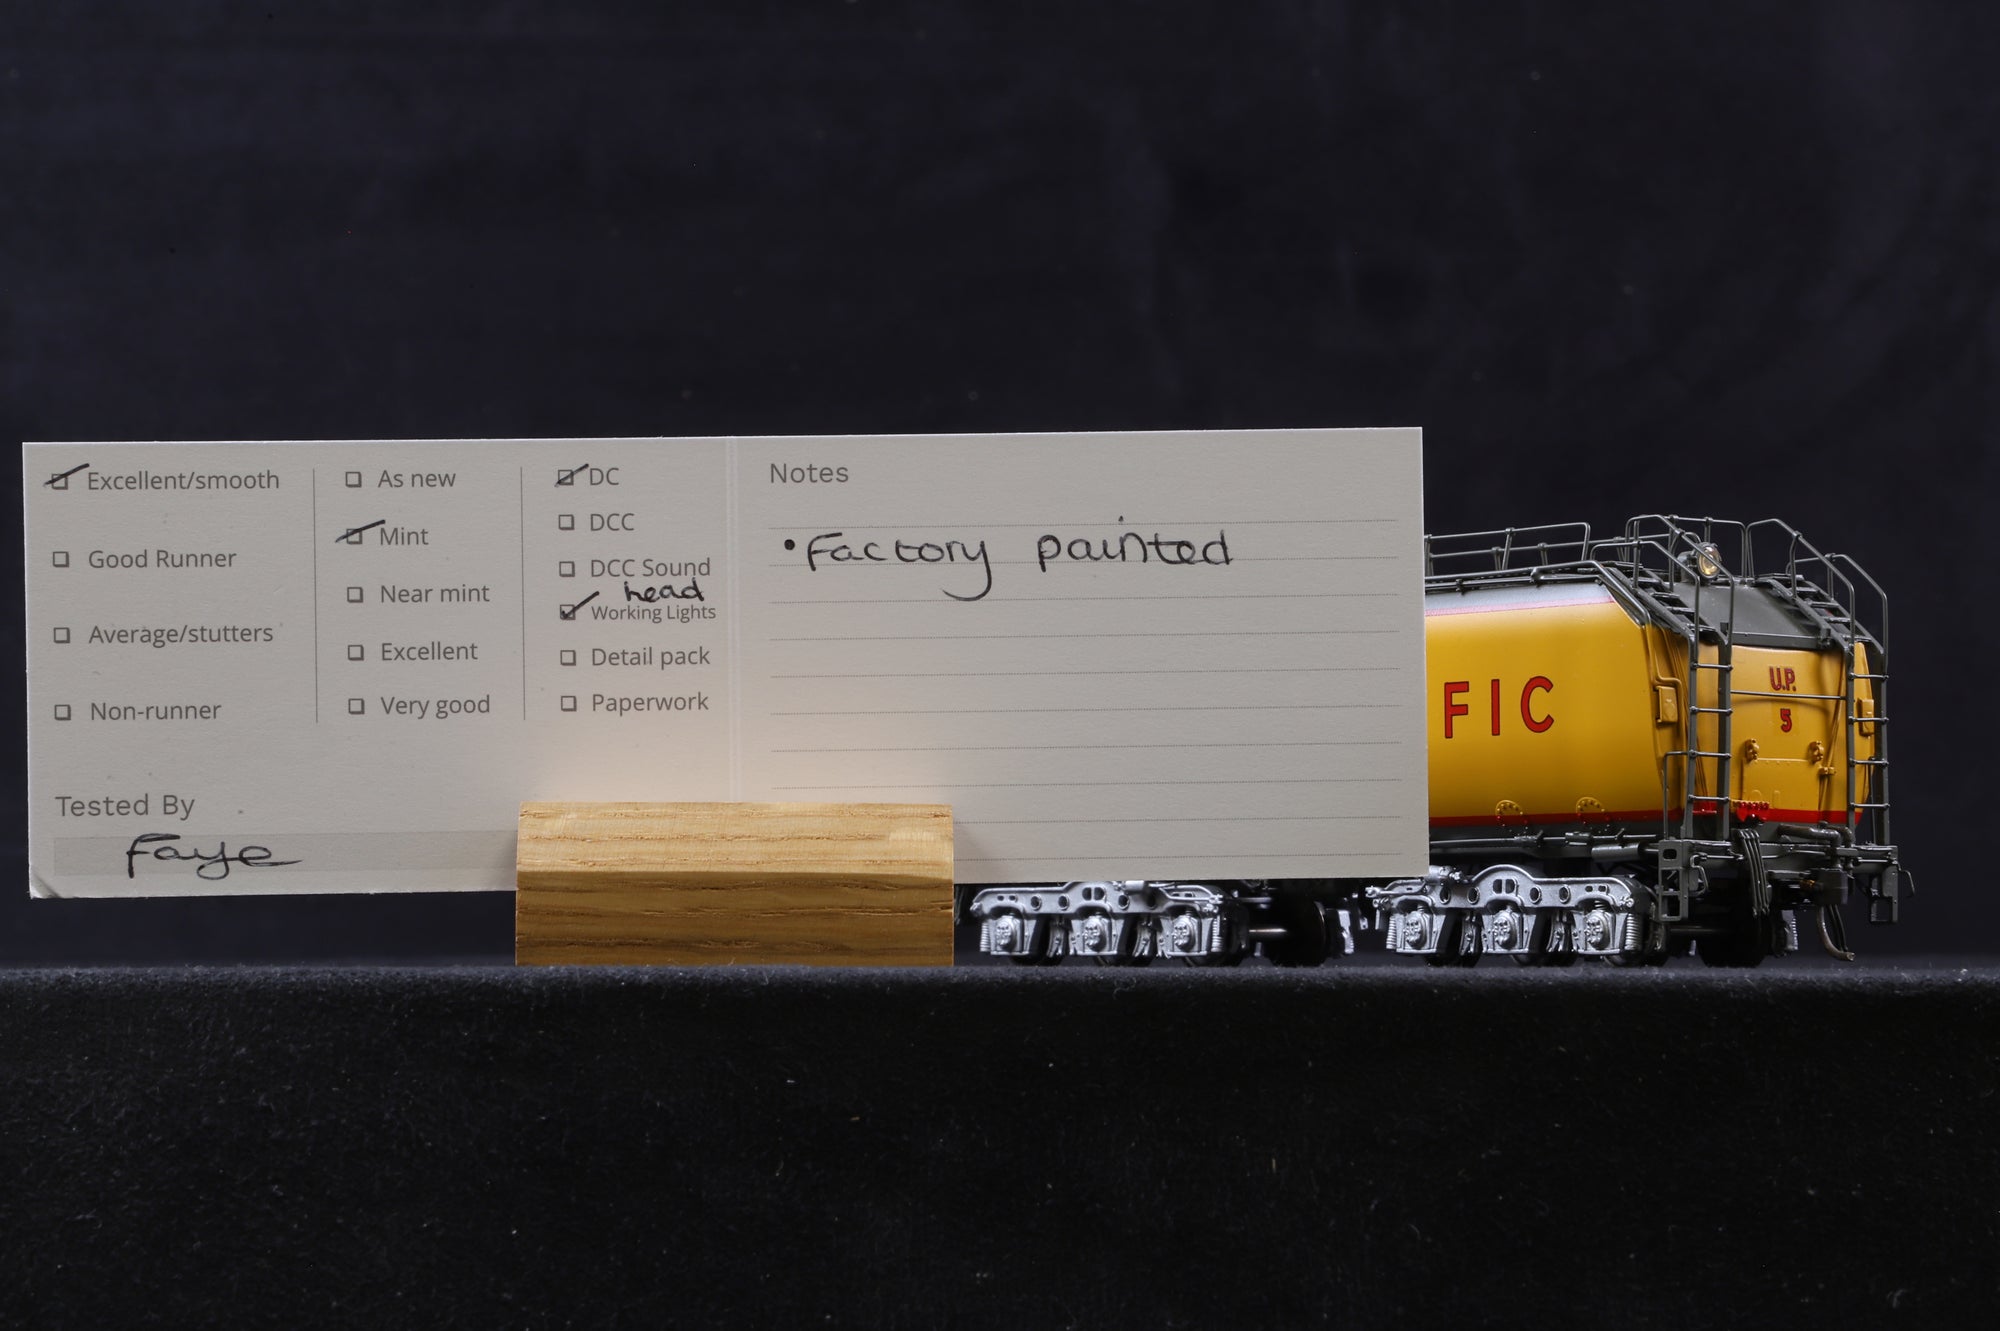 Excellent/smooth
Good Runner
Average/stutters
Non-runner
As new
Mint
Near mint
Excellent
Very good
DC
DCC
DCC Sound
head
Working Lights
Detail pack
Paperwork
Tested By
Faye
Notes
• Factory painted
FIC
U.P.
5